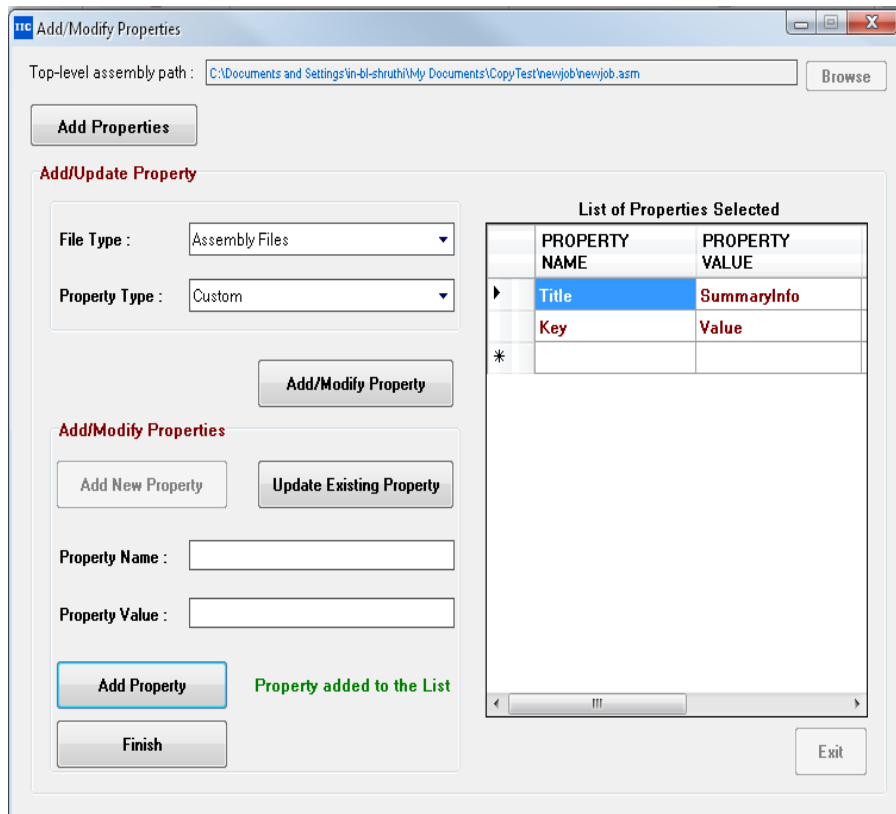 ITC Add/Modify Properties
Top-level assembly path : C:\Documents and Settings\in-bl-shruthi\My Documents\CopyTest\newjob\newjob.asm Browse
Add Properties
Add/Update Property
File Type : Assembly Files
Property Type : Custom
Add/Modify Property
Add/Modify Properties
Add New Property Update Existing Property
Property Name :
Property Value :
Add Property Property added to the List
Finish
List of Properties Selected
PROPERTY NAME PROPERTY VALUE
Title SummaryInfo
Key Value
*
Exit